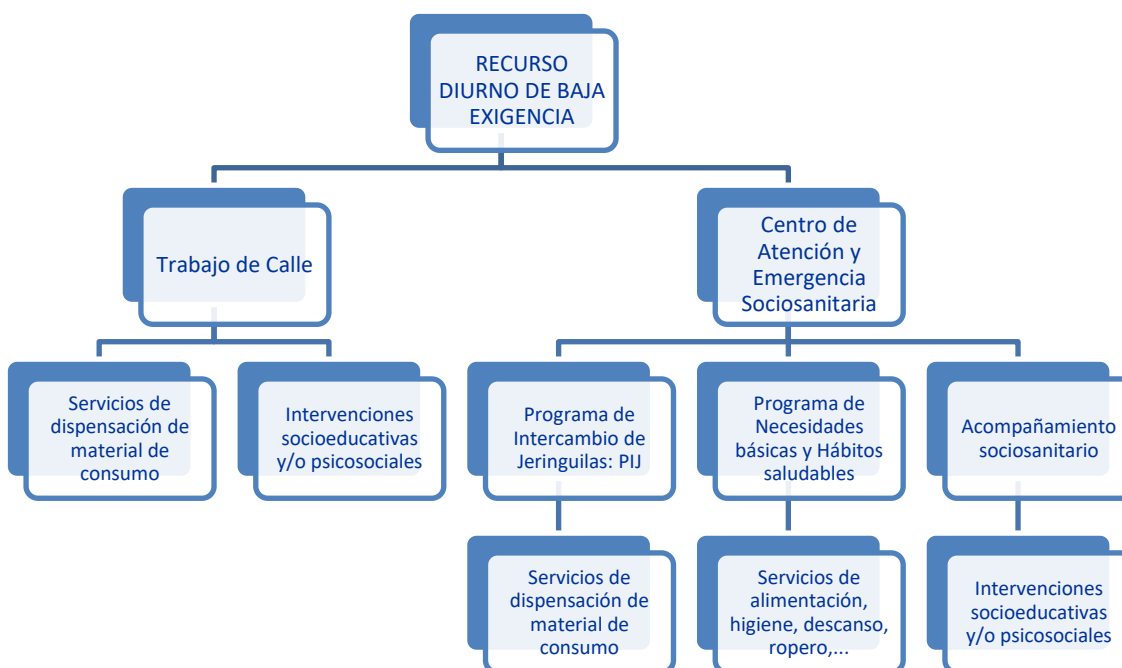 RECURSO
DIURNO DE BAJA
EXIGENCIA
Trabajo de Calle
Centro de
Atención y
Emergencia
Sociosanitaria
Servicios de
dispensación de
material de
consumo
Intervenciones
socioeducativas
y/o psicosociales
Programa de
Intercambio de
Jeringuilas: PIJ
Programa de
Necesidades
básicas y Hábitos
saludables
Acompañamiento
sociosanitario
Servicios de
dispensación de
material de
consumo
Servicios de
alimentación,
higiene, descanso,
ropero,...
Intervenciones
socioeducativas
y/o psicosociales